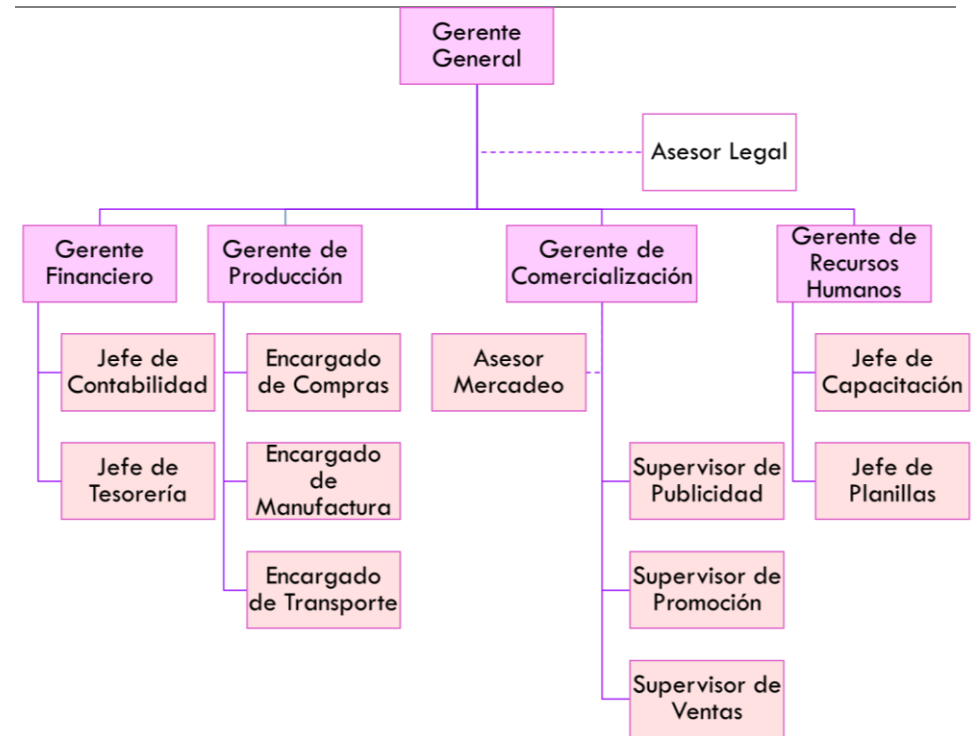 Gerente
General
Asesor Legal
Gerente
Financiero
Gerente de
Producción
Gerente de
Comercialización
Gerente de
Recursos
Humanos
Jefe de
Contabilidad
Encargado
de Compras
Asesor
Mercadeo
Jefe de
Capacitación
Jefe de
Tesorería
Encargado
de
Manufactura
Supervisor de
Publicidad
Jefe de
Planillas
Encargado
de Transporte
Supervisor de
Promoción
Supervisor de
Ventas